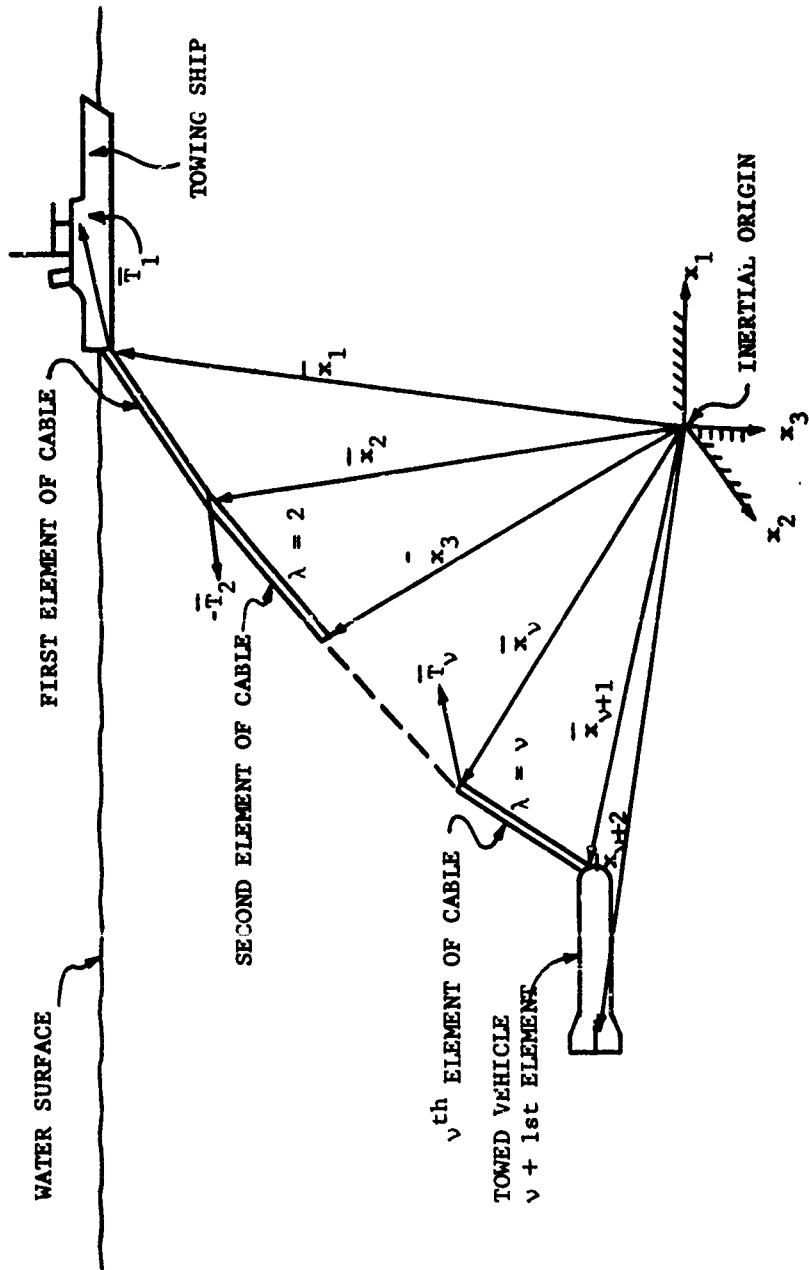 WATER SURFACE
FIRST ELEMENT OF CABLE
TOWING SHIP
T̅₁
-T̅₂
SECOND ELEMENT OF CABLE
λ = 2
x̅₁
x̅₂
x̅₃
T̅ᵥ
νᵗʰ ELEMENT OF CABLE
λ = ν
x̅ᵥ
x̅ᵥ₊₁
x̅ᵥ₊₂
TOWED VEHICLE
ν + 1st ELEMENT
x₁
x₂
x₃
INERTIAL ORIGIN